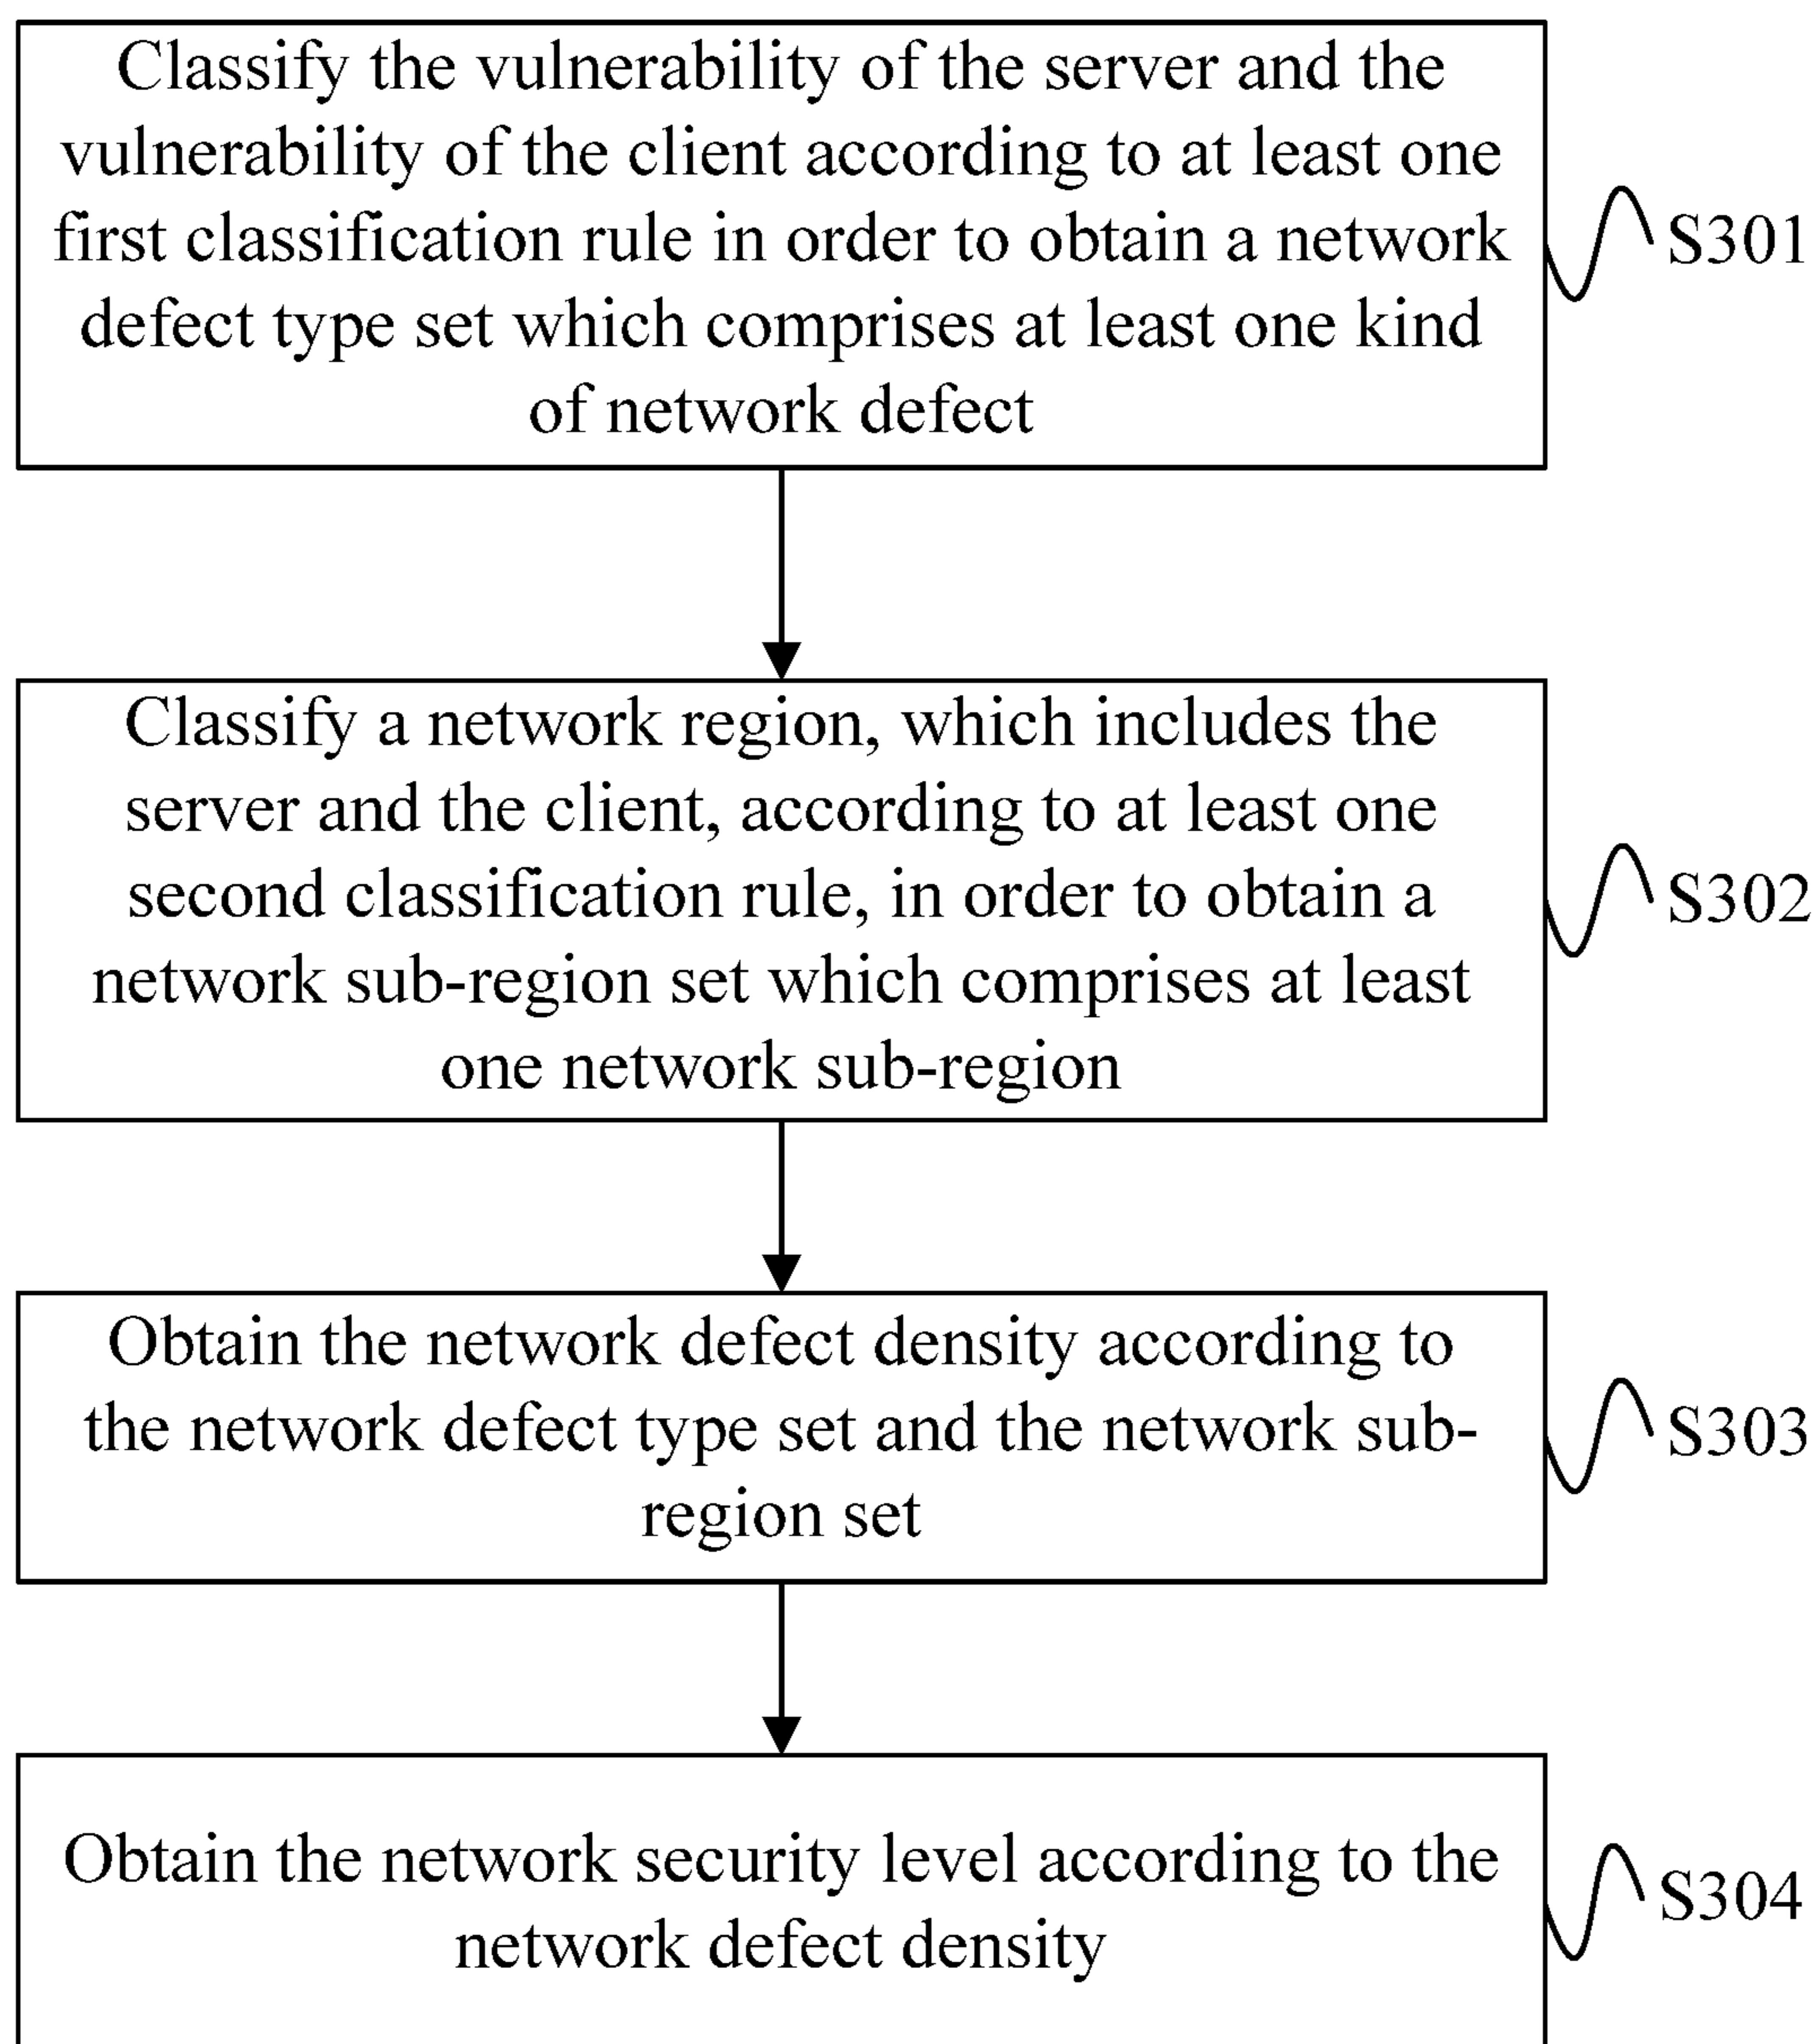 Classify the vulnerability of the server and the
vulnerability of the client according to at least one
first classification rule in order to obtain a network
defect type set which comprises at least one kind
of network defect
S301
Classify a network region, which includes the
server and the client, according to at least one
second classification rule, in order to obtain a
network sub-region set which comprises at least
one network sub-region
S302
Obtain the network defect density according to
the network defect type set and the network sub-
region set
S303
Obtain the network security level according to the
network defect density
S304